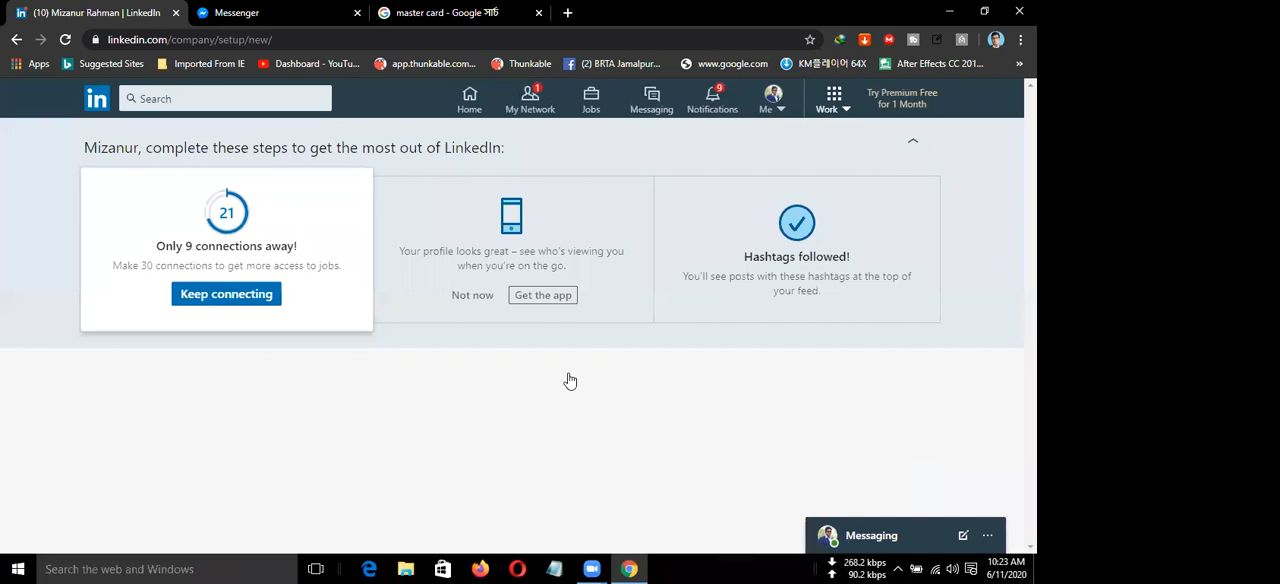 (10) Mizanur Rahman | LinkedIn
Messenger
master card - Google সার্চ
linkedin.com/company/setup/new/
Apps
Suggested Sites
Imported From IE
Dashboard - YouTu...
app.thunkable.com...
Thunkable
(2) BRTA Jamalpur...
www.google.com
KM플레이어 64X
After Effects CC 201...
»
in
Search
Home
1
My Network
Jobs
Messaging
9
Notifications
Me
Work
Try Premium Free
for 1 Month
Mizanur, complete these steps to get the most out of LinkedIn:
21
Only 9 connections away!
Make 30 connections to get more access to jobs.
Keep connecting
Your profile looks great – see who's viewing you
when you're on the go.
Not now
Get the app
Hashtags followed!
You'll see posts with these hashtags at the top of
your feed.
Messaging
Search the web and Windows
268.2 kbps
90.2 kbps
10:23 AM
6/11/2020